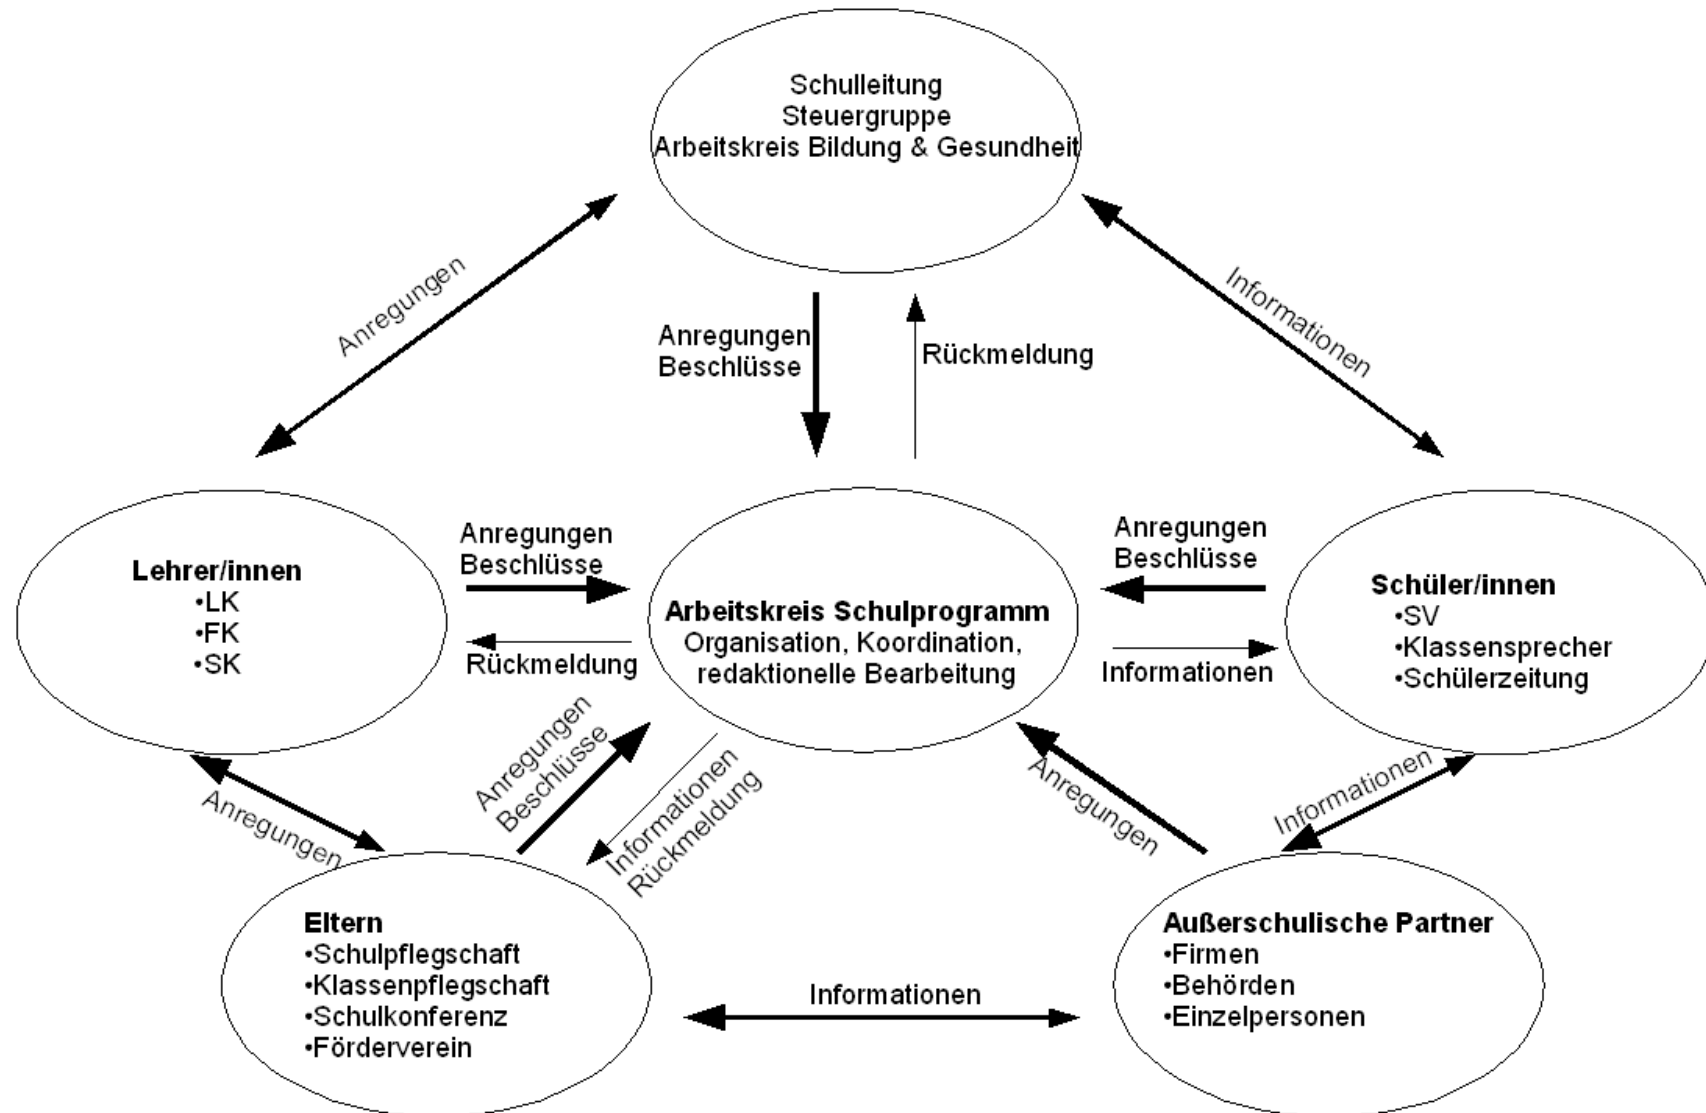 Schulleitung
Steuergruppe
Arbeitskreis Bildung & Gesundheit
Anregungen
Informationen
Anregungen
Beschlüsse
Rückmeldung
Lehrer/innen
•LK
•FK
•SK
Anregungen
Beschlüsse
Rückmeldung
Arbeitskreis Schulprogramm
Organisation, Koordination,
redaktionelle Bearbeitung
Anregungen
Beschlüsse
Informationen
Schüler/innen
•SV
•Klassensprecher
•Schülerzeitung
Anregungen
Anregungen
Beschlüsse
Informationen
Rückmeldung
Anregungen
Informationen
Eltern
•Schulpflegschaft
•Klassenpflegschaft
•Schulkonferenz
•Förderverein
Informationen
Außerschulische Partner
•Firmen
•Behörden
•Einzelpersonen